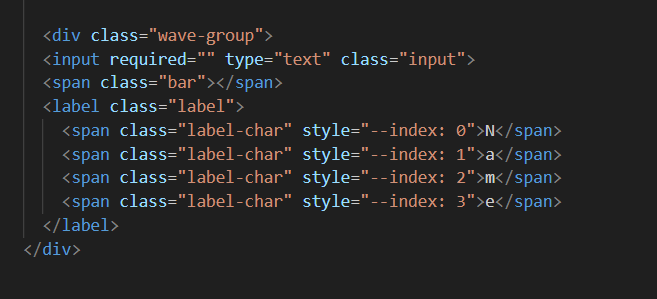 <div class="wave-group">
<input required="" type="text" class="input">
<span class="bar"></span>
<label class="label">
<span class="label-char" style="--index: 0">N</span>
<span class="label-char" style="--index: 1">a</span>
<span class="label-char" style="--index: 2">m</span>
<span class="label-char" style="--index: 3">e</span>
</label>
</div>